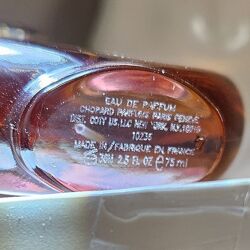 EAU DE PARFUM
CHOPARD PARFUMS PARIS GENEVE
DIST. COTY US, LLC NEW YORK, N.Y. 10016
10235
MADE IN / FABRIQUE EN FRANCE
2.5 FL OZ ℮ 75 ml